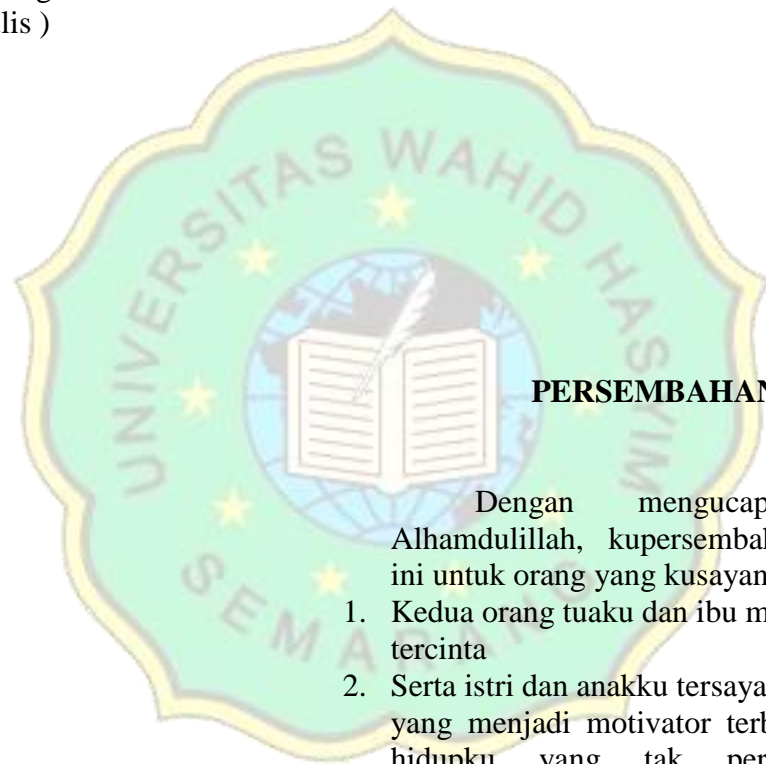 lis )
UNIVERSITAS WAHID HASYIM
SEMARANG
PERSEMBAHAN
Dengan mengucap
Alhamdulillah, kupersembah
ini untuk orang yang kusayan
1. Kedua orang tuaku dan ibu m
tercinta
2. Serta istri dan anakku tersaya
yang menjadi motivator terb
hidupku yang tak per